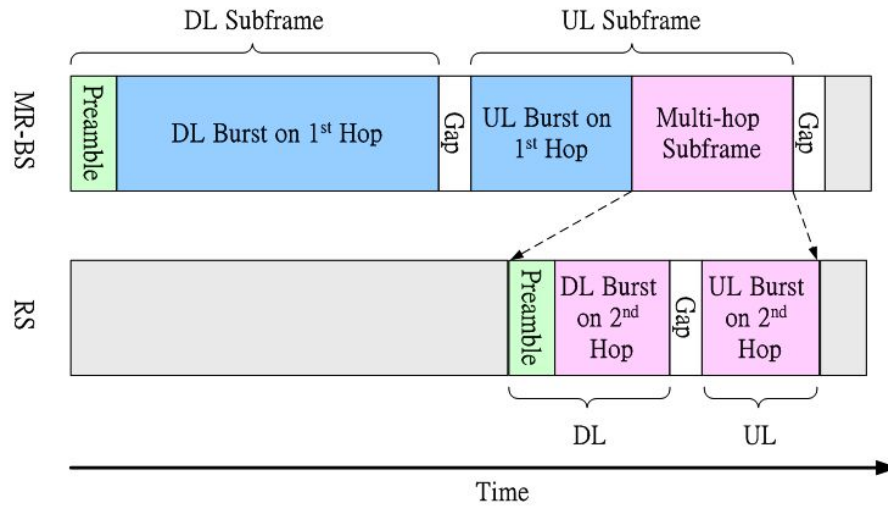 DL Subframe
UL Subframe
MR-BS
Preamble
DL Burst on 1st Hop
Gap
UL Burst on
1st Hop
Multi-hop
Subframe
Gap
RS
Preamble
DL Burst
on 2nd
Hop
Gap
UL Burst
on 2nd
Hop
DL
UL
Time